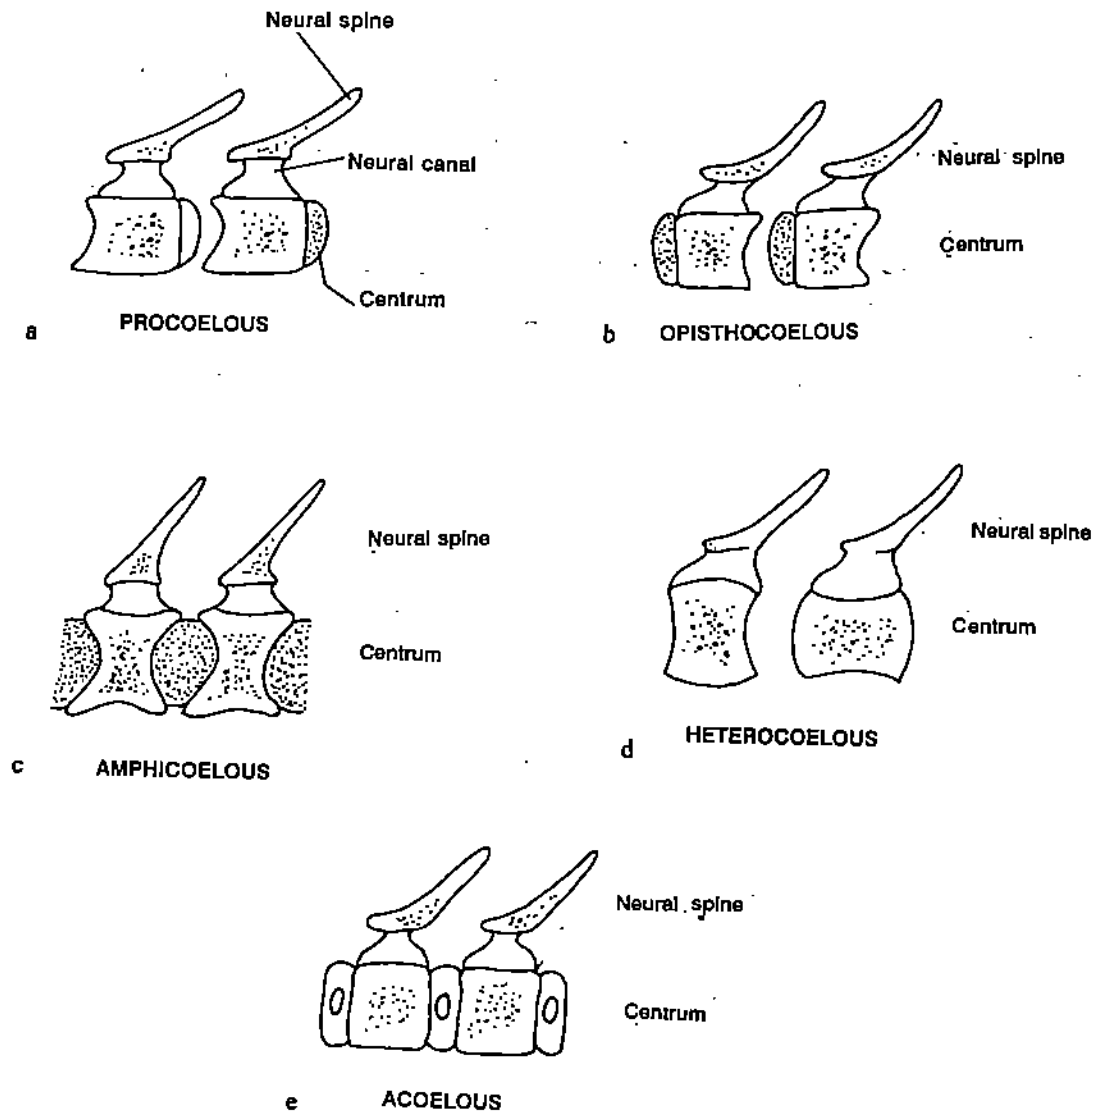 Neural spine
Neural canal
Centrum
a PROCOELOUS
Neural spine
Centrum
b OPISTHOCOELOUS
Neural spine
Centrum
c AMPHICOELOUS
Neural spine
Centrum
d HETEROCOELOUS
Neural spine
Centrum
e ACOELOUS